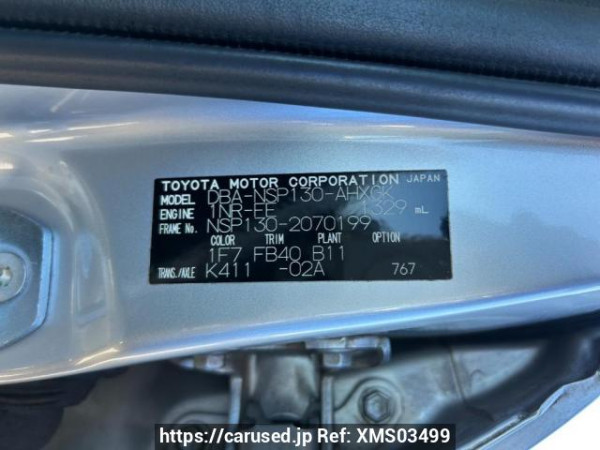 TOYOTA MOTOR CORPORATION JAPAN
MODEL DBA-NSP130-AHXGK
ENGINE 1NR-FE 1329 mL
FRAME No. NSP130-2070199
COLOR TRIM PLANT OPTION
1F7 FB40 B11
TRANS./AXLE K411 -02A 767
https://carused.jp Ref: XMS03499